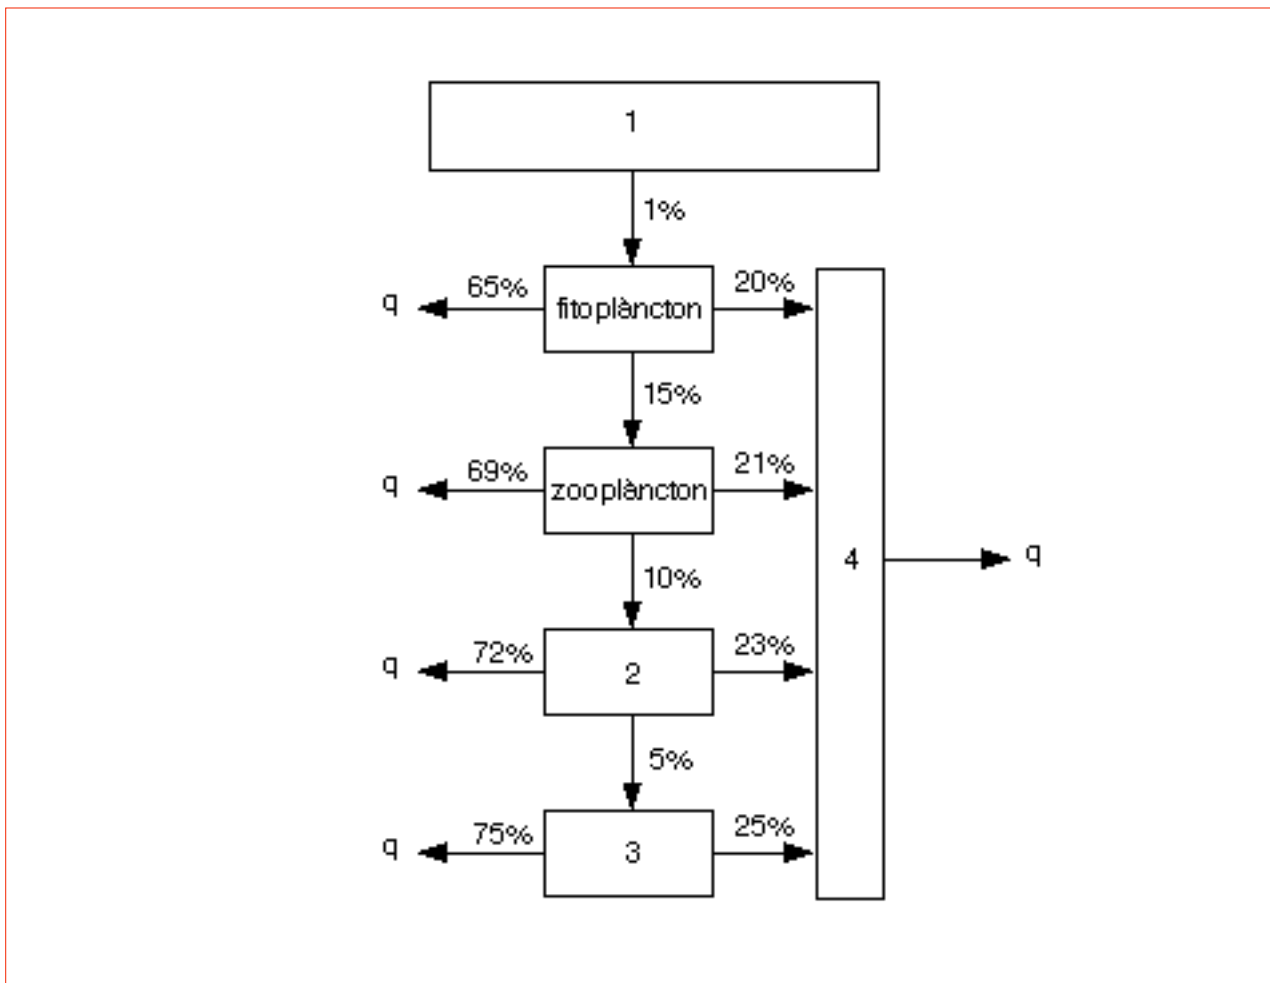 1
1%
q
65%
fitoplàncton
20%
15%
q
69%
zooplàncton
21%
4
q
10%
q
72%
2
23%
5%
q
75%
3
25%